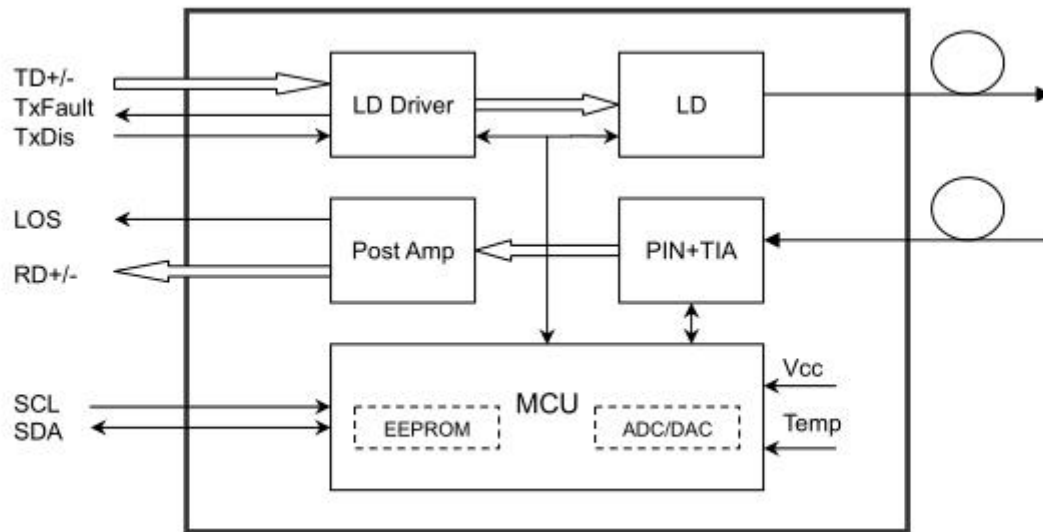 TD+/-
TxFault
TxDis
LD Driver
LD
LOS
RD+/-
Post Amp
PIN+TIA
SCL
SDA
MCU
EEPROM
ADC/DAC
Vcc
Temp